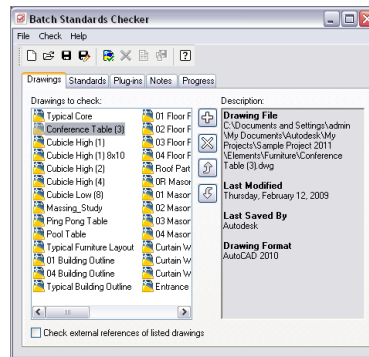 Batch Standards Checker
File Check Help
Drawings Standards Plug-ins Notes Progress
Drawings to check:
Typical Core
Conference Table (3)
Cubicle High (1)
Cubicle High (1) 8x10
Cubicle High (2)
Cubicle High (4)
Cubicle Low (8)
Massing_Study
Ping Pong Table
Pool Table
Typical Furniture Layout
01 Building Outline
04 Building Outline
Typical Building Outline
01 Floor F
02 Floor F
03 Floor F
04 Floor F
Roof Part
0R Mason
01 Mason
02 Mason
03 Mason
04 Mason
Curtain W
Curtain W
Curtain W
Entrance
Description:
Drawing File
C:\Documents and Settings\admin
\My Documents\Autodesk\My
Projects\Sample Project 2011
\Elements\Furniture\Conference
Table (3).dwg
Last Modified
Thursday, February 12, 2009
Last Saved By
Autodesk
Drawing Format
AutoCAD 2010
Check external references of listed drawings